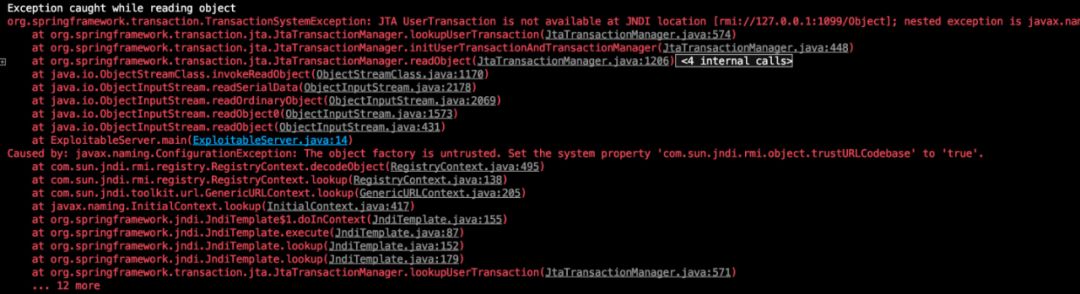 Exception caught while reading object
org.springframework.transaction.TransactionSystemException: JTA UserTransaction is not available at JNDI location [rmi://127.0.0.1:1099/Object]; nested exception is javax.n
at org.springframework.transaction.jta.JtaTransactionManager.lookupUserTransaction(JtaTransactionManager.java:574)
at org.springframework.transaction.jta.JtaTransactionManager.initUserTransactionAndTransactionManager(JtaTransactionManager.java:448)
at org.springframework.transaction.jta.JtaTransactionManager.readObject(JtaTransactionManager.java:1206) <4 internal calls>
at java.io.ObjectStreamClass.invokeReadObject(ObjectStreamClass.java:1170)
at java.io.ObjectInputStream.readSerialData(ObjectInputStream.java:2178)
at java.io.ObjectInputStream.readOrdinaryObject(ObjectInputStream.java:2069)
at java.io.ObjectInputStream.readObject0(ObjectInputStream.java:1573)
at java.io.ObjectInputStream.readObject(ObjectInputStream.java:431)
at ExploitableServer.main(ExploitableServer.java:14)
Caused by: javax.naming.ConfigurationException: The object factory is untrusted. Set the system property 'com.sun.jndi.rmi.object.trustURLCodebase' to 'true'.
at com.sun.jndi.rmi.registry.RegistryContext.decodeObject(RegistryContext.java:495)
at com.sun.jndi.rmi.registry.RegistryContext.lookup(RegistryContext.java:138)
at com.sun.jndi.toolkit.url.GenericURLContext.lookup(GenericURLContext.java:205)
at javax.naming.InitialContext.lookup(InitialContext.java:417)
at org.springframework.jndi.JndiTemplate$1.doInContext(JndiTemplate.java:155)
at org.springframework.jndi.JndiTemplate.execute(JndiTemplate.java:87)
at org.springframework.jndi.JndiTemplate.lookup(JndiTemplate.java:152)
at org.springframework.jndi.JndiTemplate.lookup(JndiTemplate.java:179)
at org.springframework.transaction.jta.JtaTransactionManager.lookupUserTransaction(JtaTransactionManager.java:571)
... 12 more